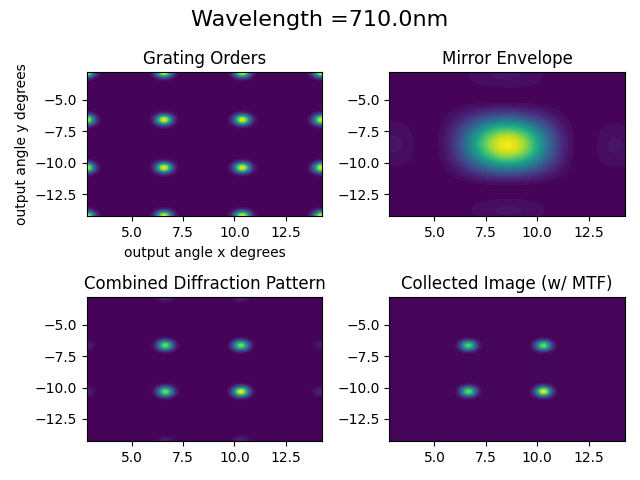 Wavelength =710.0nm
Grating Orders
Mirror Envelope
output angle y degrees
−5.0
−7.5
−10.0
−12.5
5.0 7.5 10.0 12.5
output angle x degrees
−5.0
−7.5
−10.0
−12.5
5.0 7.5 10.0 12.5
Combined Diffraction Pattern
Collected Image (w/ MTF)
−5.0
−7.5
−10.0
−12.5
5.0 7.5 10.0 12.5
−5.0
−7.5
−10.0
−12.5
5.0 7.5 10.0 12.5